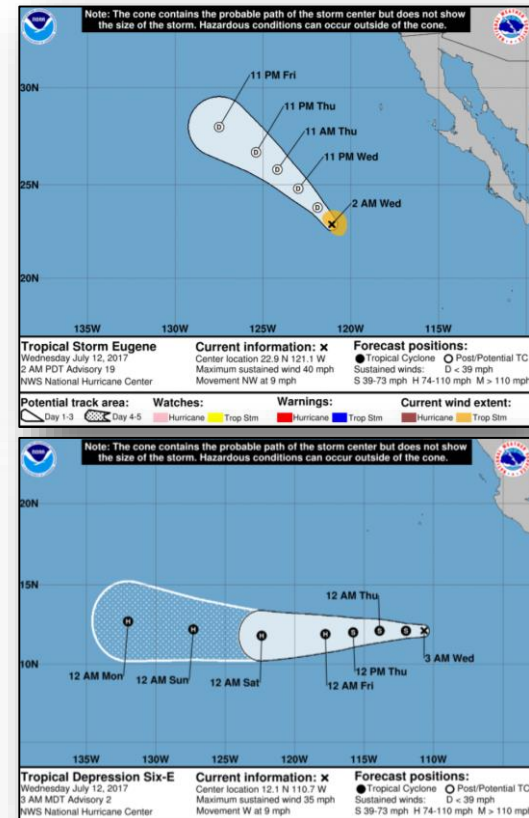 Note: The cone contains the probable path of the storm center but does not show
the size of the storm. Hazardous conditions can occur outside of the cone.
30N
11 PM Fri
11 PM Thu
11 AM Thu
25N
11 PM Wed
2 AM Wed
D
D
D
D
D
20N
135W 130W 125W 120W 115W
Tropical Storm Eugene
Wednesday July 12, 2017
2 AM PDT Advisory 19
NWS National Hurricane Center
Current information: ×
Center location 22.9 N 121.1 W
Maximum sustained wind 40 mph
Movement NW at 9 mph
Forecast positions:
Tropical Cyclone Post/Potential TC
Sustained winds: D < 39 mph
S 39-73 mph H 74-110 mph M > 110 mph
Potential track area:
Day 1-3 Day 4-5
Watches:
Hurricane Trop Stm
Warnings:
Hurricane Trop Stm
Current wind extent:
Hurricane Trop Stm
Note: The cone contains the probable path of the storm center but does not show
the size of the storm. Hazardous conditions can occur outside of the cone.
20N
15N
12 AM Thu
H H H H S S
10N
12 AM Mon 12 AM Sun 12 AM Sat 12 AM Fri 12 PM Thu 3 AM Wed
135W 130W 125W 120W 115W 110W
Tropical Depression Six-E
Wednesday July 12, 2017
3 AM MDT Advisory 2
NWS National Hurricane Center
Current information: ×
Center location 12.1 N 110.7 W
Maximum sustained wind 35 mph
Movement W at 9 mph
Forecast positions:
Tropical Cyclone Post/Potential TC
Sustained winds: D < 39 mph
S 39-73 mph H 74-110 mph M > 110 mph